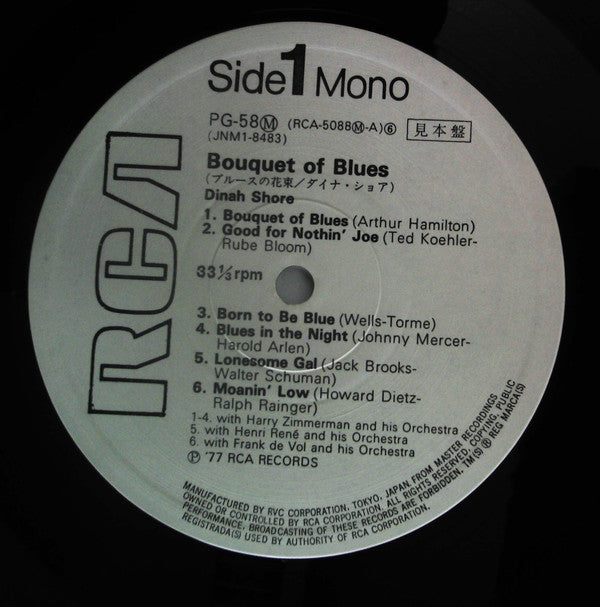 Side 1 Mono
PG-58Ⓜ (RCA-5088Ⓜ-A)⑥ 見本盤
(JNM1-8483)
Bouquet of Blues
(ブルースの花束/ダイナ・ショア)
Dinah Shore
1. Bouquet of Blues (Arthur Hamilton)
2. Good for Nothin' Joe (Ted Koehler-
Rube Bloom)
33⅓ rpm
3. Born to Be Blue (Wells-Torme)
4. Blues in the Night (Johnny Mercer-
Harold Arlen)
5. Lonesome Gal (Jack Brooks-
Walter Schuman)
6. Moanin' Low (Howard Dietz-
Ralph Rainger)
1-4. with Harry Zimmerman and his Orchestra
5. with Henri René and his Orchestra
6. with Frank de Vol and his Orchestra
Ⓟ '77 RCA RECORDS
RCA
MANUFACTURED BY RVC CORPORATION, TOKYO, JAPAN FROM MASTER RECORDINGS
OWNED OR CONTROLLED BY RCA CORPORATION. ALL RIGHTS RESERVED, COPYING, PUBLIC
PERFORMANCE, BROADCASTING OF THESE RECORDS ARE FORBIDDEN. TM(S) ® REG MARCA(S)
REGISTRADA(S) USED BY AUTHORITY OF RCA CORPORATION.